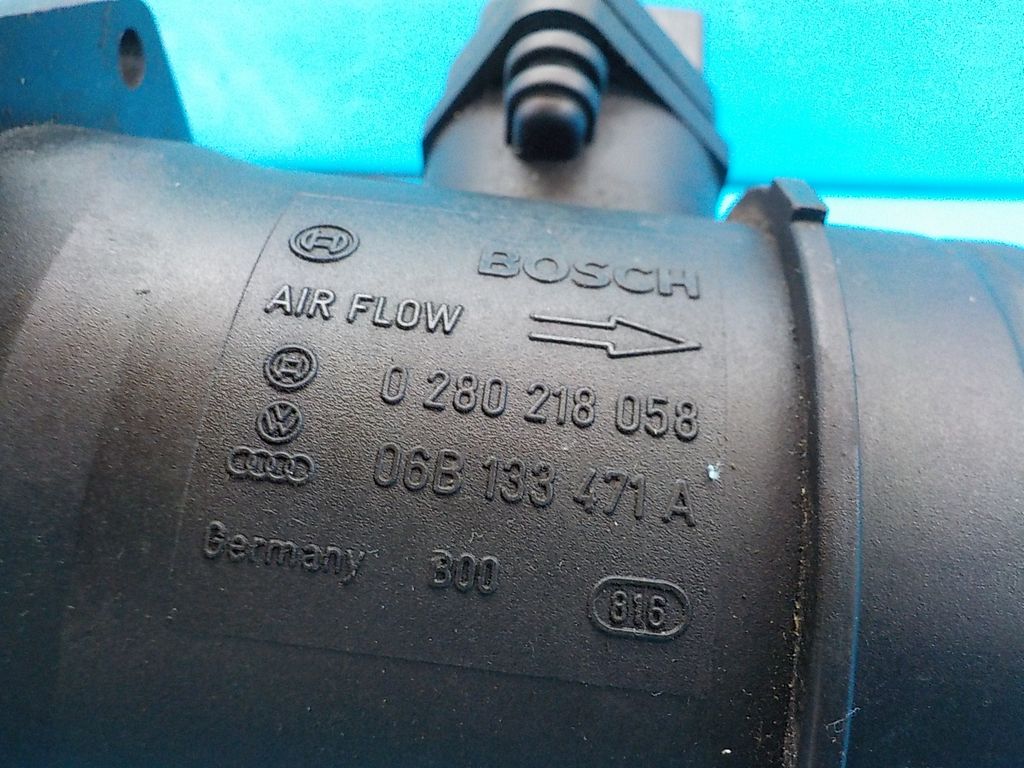 BOSCH
AIR FLOW
0 280 218 058
06B 133 471 A
Germany 300
816